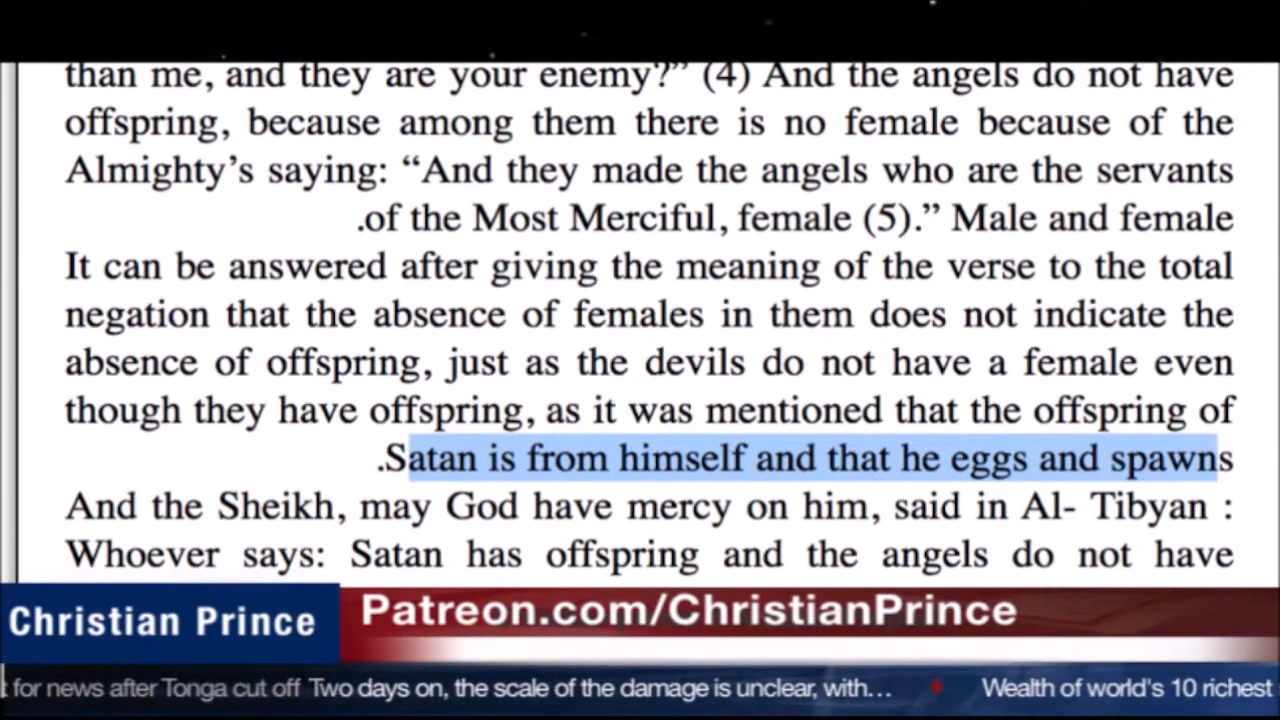 than me, and they are your enemy?” (4) And the angels do not have
offspring, because among them there is no female because of the
Almighty’s saying: “And they made the angels who are the servants
.of the Most Merciful, female (5).” Male and female
It can be answered after giving the meaning of the verse to the total
negation that the absence of females in them does not indicate the
absence of offspring, just as the devils do not have a female even
though they have offspring, as it was mentioned that the offspring of
.Satan is from himself and that he eggs and spawns
And the Sheikh, may God have mercy on him, said in Al- Tibyan :
Whoever says: Satan has offspring and the angels do not have
Christian Prince
Patreon.com/ChristianPrince
t for news after Tonga cut off Two days on, the scale of the damage is unclear, with… Wealth of world's 10 richest